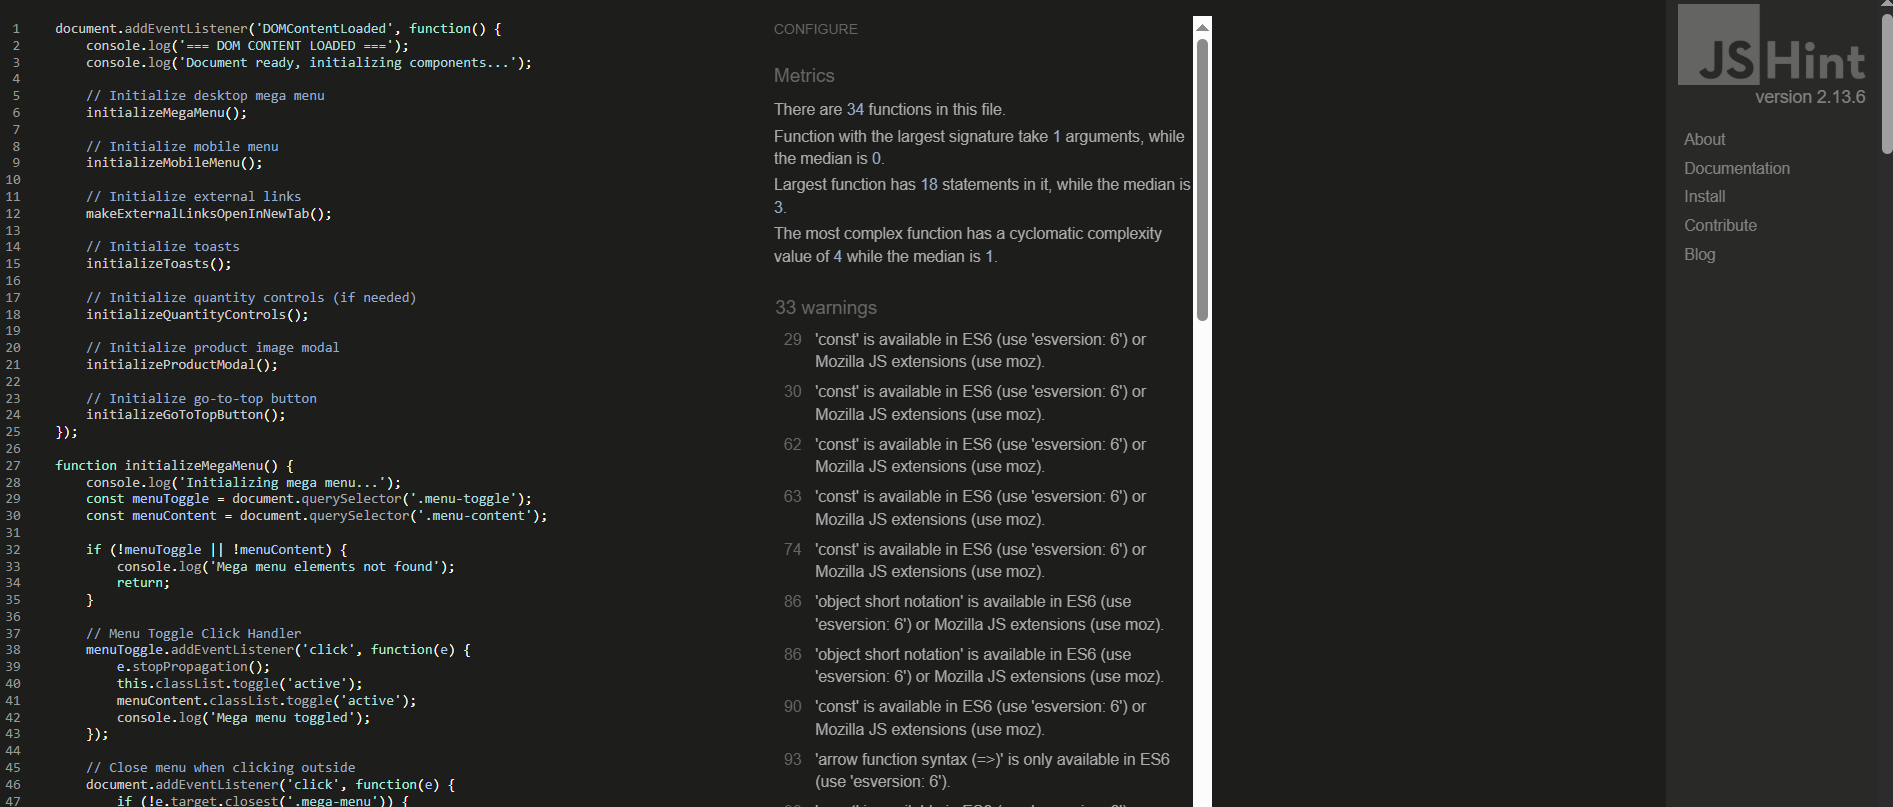 1 document.addEventListener('DOMContentLoaded', function() {
2 console.log('=== DOM CONTENT LOADED ===');
3 console.log('Document ready, initializing components...');
4
5 // Initialize desktop mega menu
6 initializeMegaMenu();
7
8 // Initialize mobile menu
9 initializeMobileMenu();
10
11 // Initialize external links
12 makeExternalLinksOpenInNewTab();
13
14 // Initialize toasts
15 initializeToasts();
16
17 // Initialize quantity controls (if needed)
18 initializeQuantityControls();
19
20 // Initialize product image modal
21 initializeProductModal();
22
23 // Initialize go-to-top button
24 initializeGoToTopButton();
25 });
26
27 function initializeMegaMenu() {
28 console.log('Initializing mega menu...');
29 const menuToggle = document.querySelector('.menu-toggle');
30 const menuContent = document.querySelector('.menu-content');
31
32 if (!menuToggle || !menuContent) {
33 console.log('Mega menu elements not found');
34 return;
35 }
36
37 // Menu Toggle Click Handler
38 menuToggle.addEventListener('click', function(e) {
39 e.stopPropagation();
40 this.classList.toggle('active');
41 menuContent.classList.toggle('active');
42 console.log('Mega menu toggled');
43 });
44
45 // Close menu when clicking outside
46 document.addEventListener('click', function(e) {
47 if (!e.target.closest('.mega-menu')) {
CONFIGURE
Metrics
There are 34 functions in this file.
Function with the largest signature take 1 arguments, while
the median is 0.
Largest function has 18 statements in it, while the median is
3.
The most complex function has a cyclomatic complexity
value of 4 while the median is 1.
33 warnings
29 'const' is available in ES6 (use 'esversion: 6') or
Mozilla JS extensions (use moz).
30 'const' is available in ES6 (use 'esversion: 6') or
Mozilla JS extensions (use moz).
62 'const' is available in ES6 (use 'esversion: 6') or
Mozilla JS extensions (use moz).
63 'const' is available in ES6 (use 'esversion: 6') or
Mozilla JS extensions (use moz).
74 'const' is available in ES6 (use 'esversion: 6') or
Mozilla JS extensions (use moz).
86 'object short notation' is available in ES6 (use
'esversion: 6') or Mozilla JS extensions (use moz).
86 'object short notation' is available in ES6 (use
'esversion: 6') or Mozilla JS extensions (use moz).
90 'const' is available in ES6 (use 'esversion: 6') or
Mozilla JS extensions (use moz).
93 'arrow function syntax (=>)' is only available in ES6
(use 'esversion: 6').
JSHint
version 2.13.6
About
Documentation
Install
Contribute
Blog